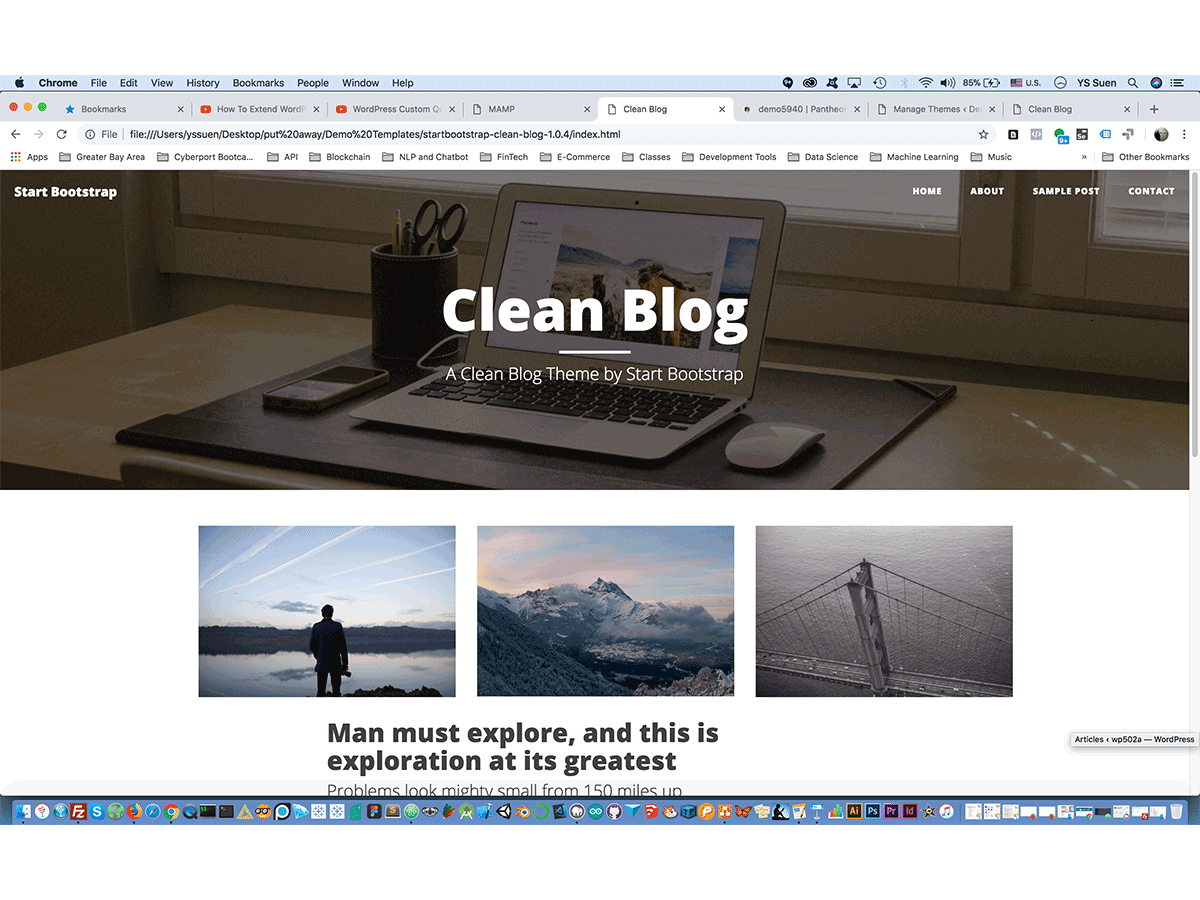 Chrome File Edit View History Bookmarks People Window Help 85% U.S. YS Suen
Bookmarks How To Extend WordP WordPress Custom Qu MAMP Clean Blog demo5940 | Pantheo Manage Themes ‹ De Clean Blog
File file:///Users/yssuen/Desktop/put%20away/Demo%20Templates/startbootstrap-clean-blog-1.0.4/index.html
Apps Greater Bay Area Cyberport Bootca... API Blockchain NLP and Chatbot FinTech E-Commerce Classes Development Tools Data Science Machine Learning Music » Other Bookmarks
Start Bootstrap HOME ABOUT SAMPLE POST CONTACT
Clean Blog
A Clean Blog Theme by Start Bootstrap
Man must explore, and this is
exploration at its greatest
Articles ‹ wp502a — WordPress
Problems look mighty small from 150 miles up
Ai Ps Pr Id